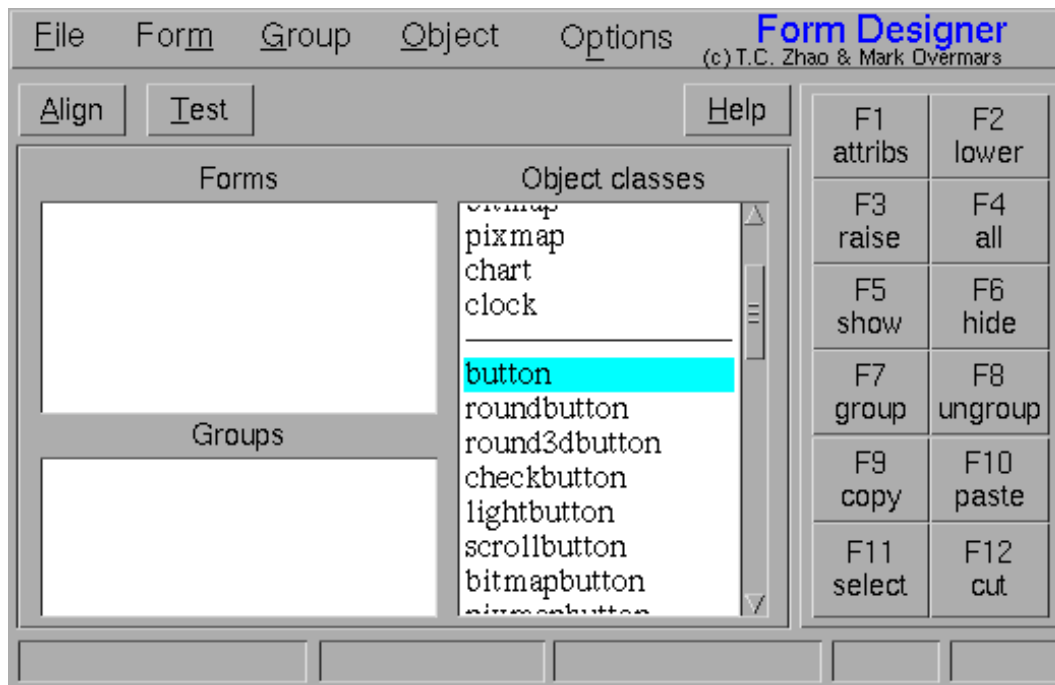 File Form Group Object Options Form Designer
(c) T.C. Zhao & Mark Overmars
Align Test Help
Forms
Object classes
bitmap
pixmap
chart
clock
button
roundbutton
round3dbutton
checkbutton
lightbutton
scrollbutton
bitmapbutton
pixmapbutton
Groups
F1
attribs
F2
lower
F3
raise
F4
all
F5
show
F6
hide
F7
group
F8
ungroup
F9
copy
F10
paste
F11
select
F12
cut